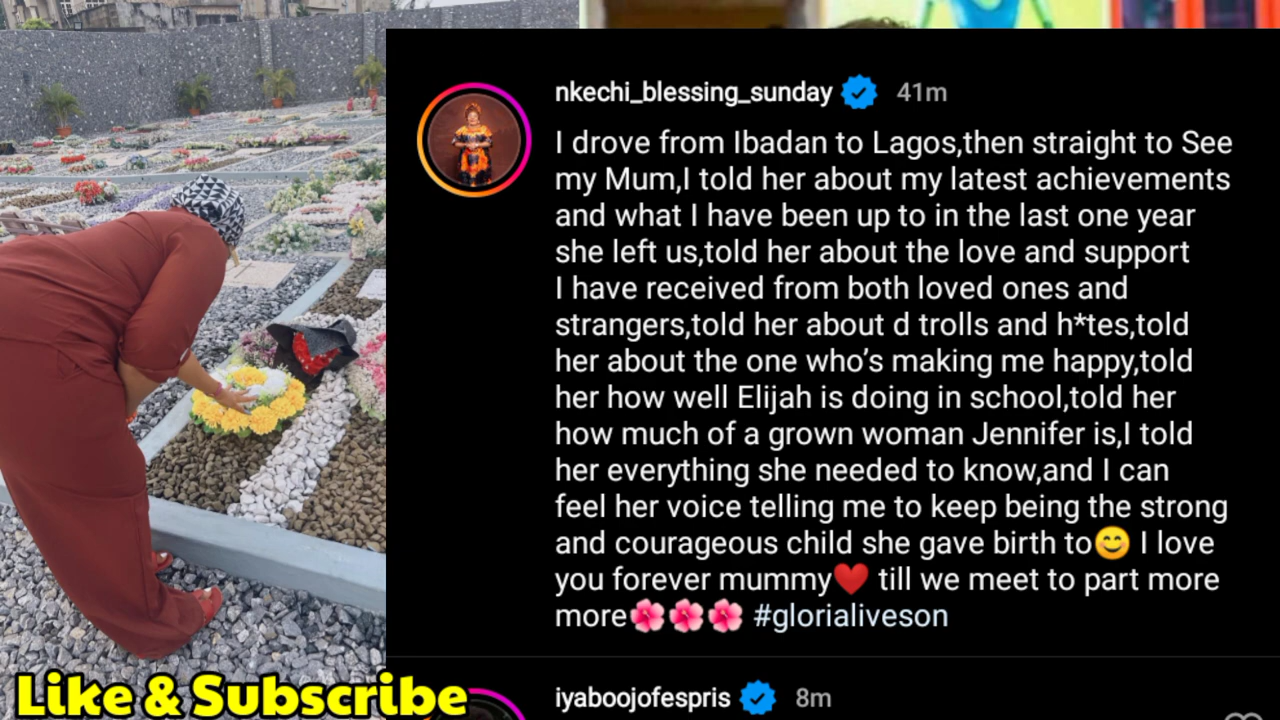 nkechi_blessing_sunday 41m
I drove from Ibadan to Lagos,then straight to See
my Mum,I told her about my latest achievements
and what I have been up to in the last one year
she left us,told her about the love and support
I have received from both loved ones and
strangers,told her about d trolls and h*tes,told
her about the one who’s making me happy,told
her how well Elijah is doing in school,told her
how much of a grown woman Jennifer is,I told
her everything she needed to know,and I can
feel her voice telling me to keep being the strong
and courageous child she gave birth to😊 I love
you forever mummy❤️ till we meet to part more
more🌺🌺🌺 #glorialiveson
iyaboojofespris 8m
Like & Subscribe